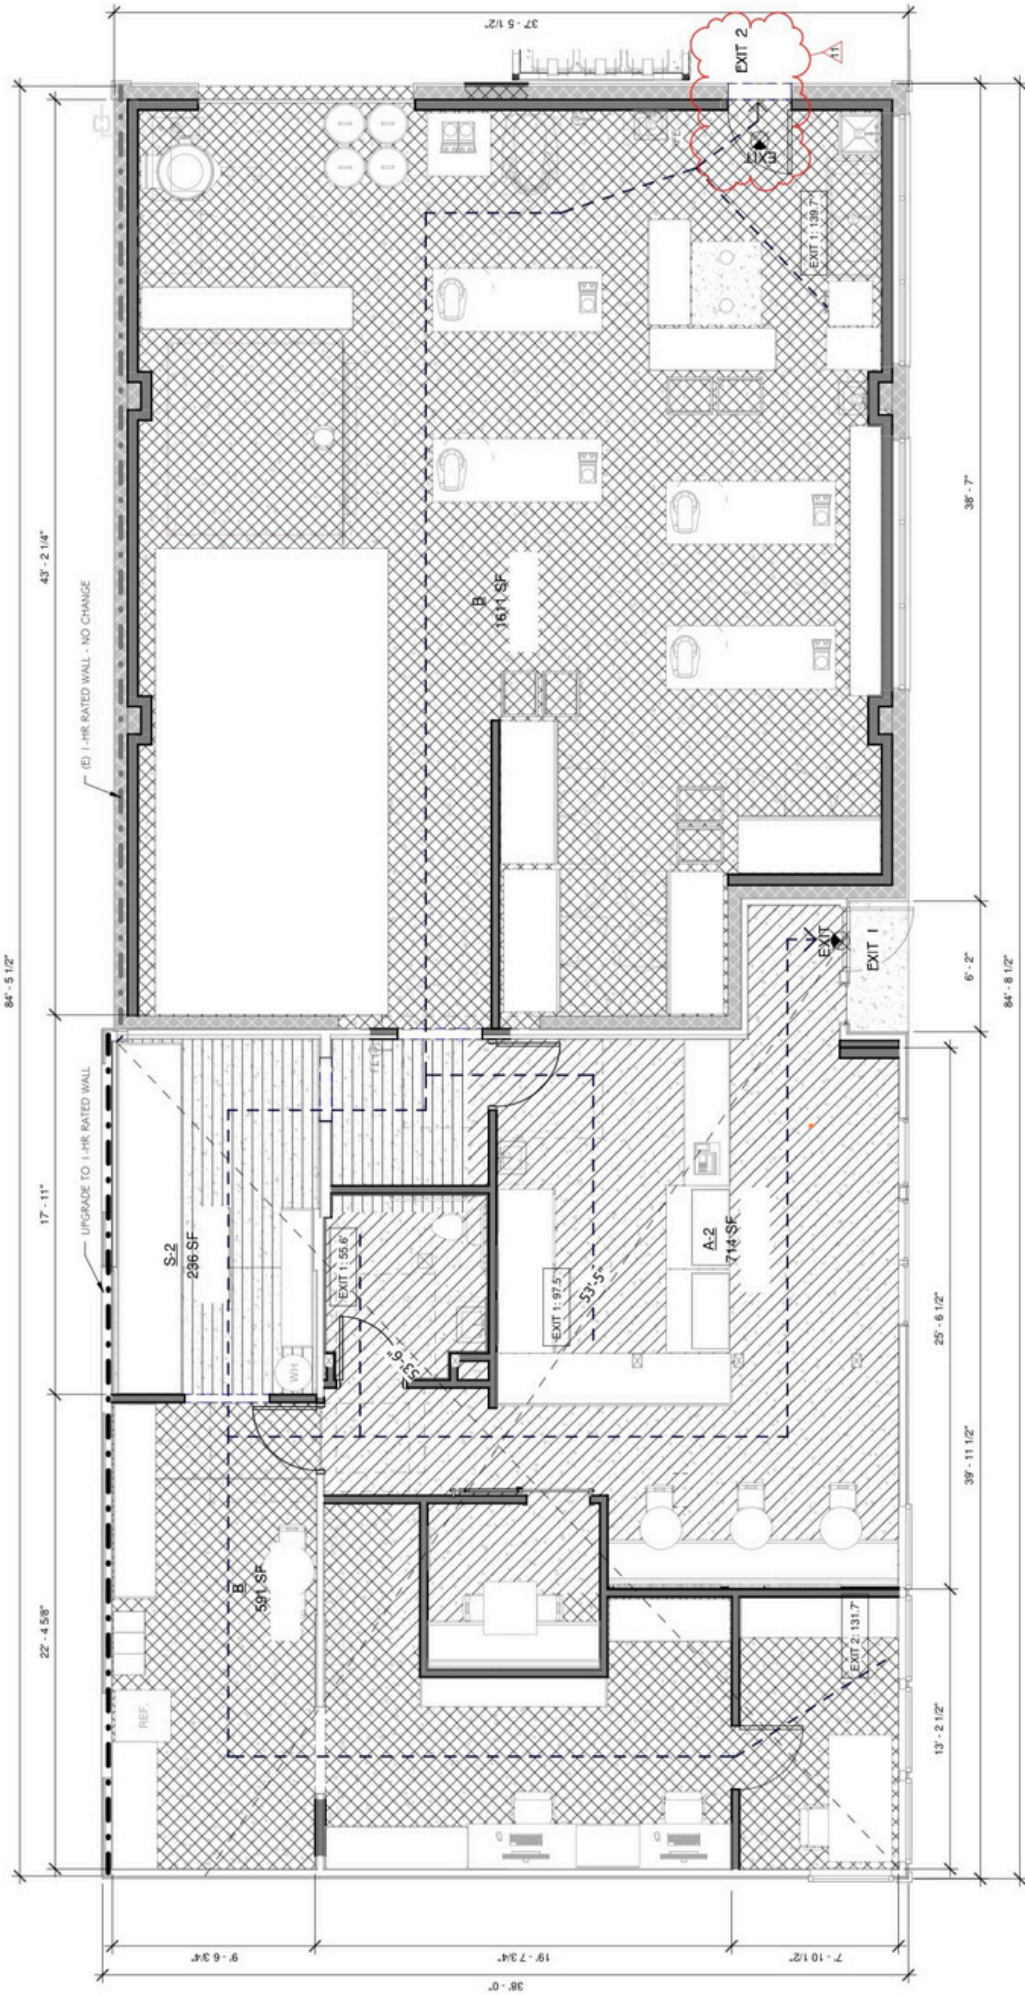 84' - 5 1/2"
43' - 2 1/4"
17' - 11"
22' - 4 5/8"
(E) 1-HR RATED WALL - NO CHANGE
UPGRADE TO 1-HR RATED WALL
37' - 5 1/2"
EXIT 2
11
EXIT
EXIT 1: 139.7'
B
1611 SF
S-2
236 SF
WH
EXIT 1: 55.6'
53'-6"
EXIT 1: 97.5'
53'-5"
A-2
714 SF
EXIT
EXIT 1
B
591 SF
REF.
EXIT 2: 131.7'
38' - 7"
6' - 2"
84' - 8 1/2"
25' - 6 1/2"
39' - 11 1/2"
13' - 2 1/2"
9' - 6 3/4"
19' - 7 3/4"
7' - 10 1/2"
38' - 0"